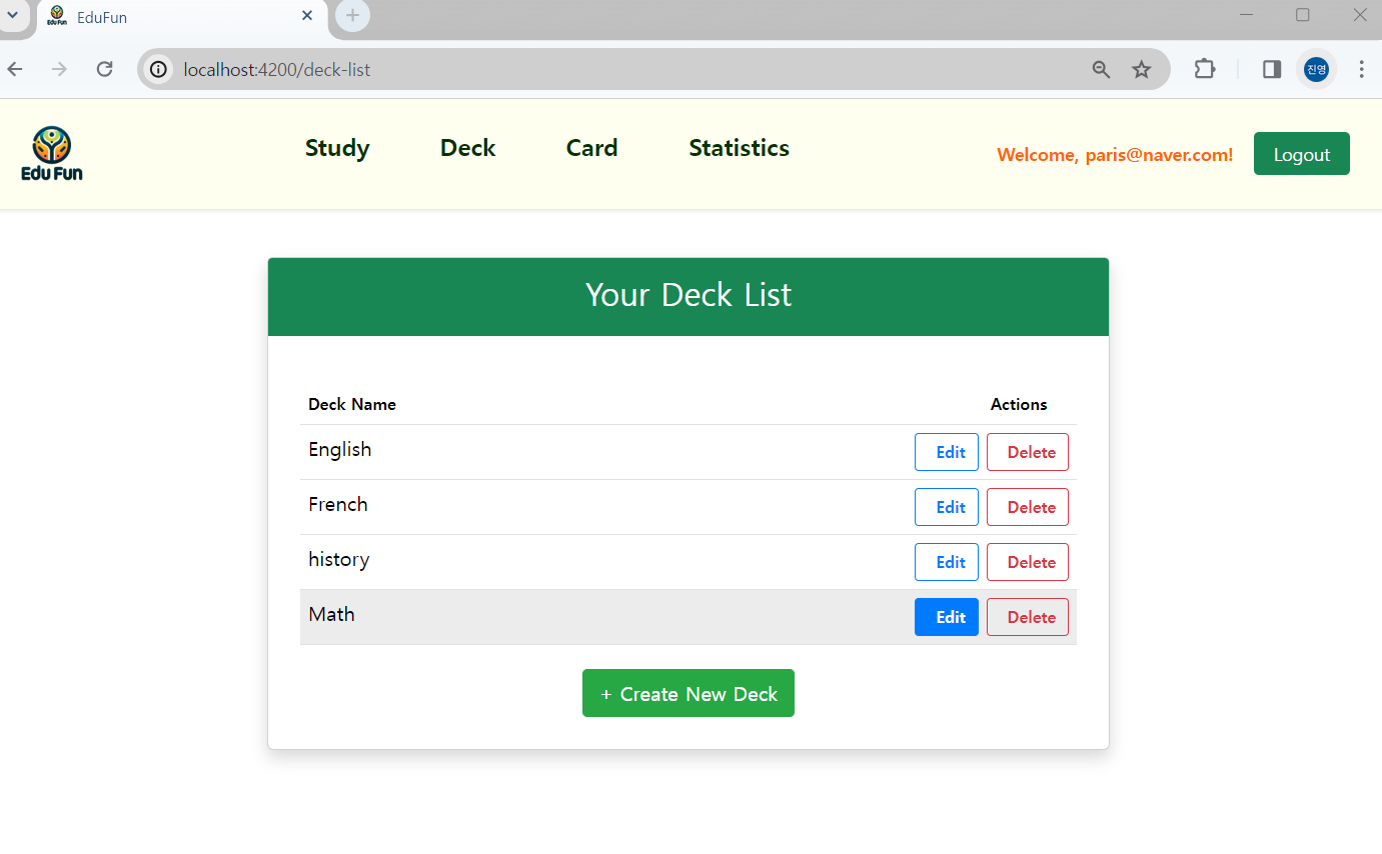 EduFun
localhost:4200/deck-list
진영
Edu Fun
Study Deck Card Statistics
Welcome, paris@naver.com! Logout
Your Deck List
Deck Name Actions
English Edit Delete
French Edit Delete
history Edit Delete
Math Edit Delete
+ Create New Deck